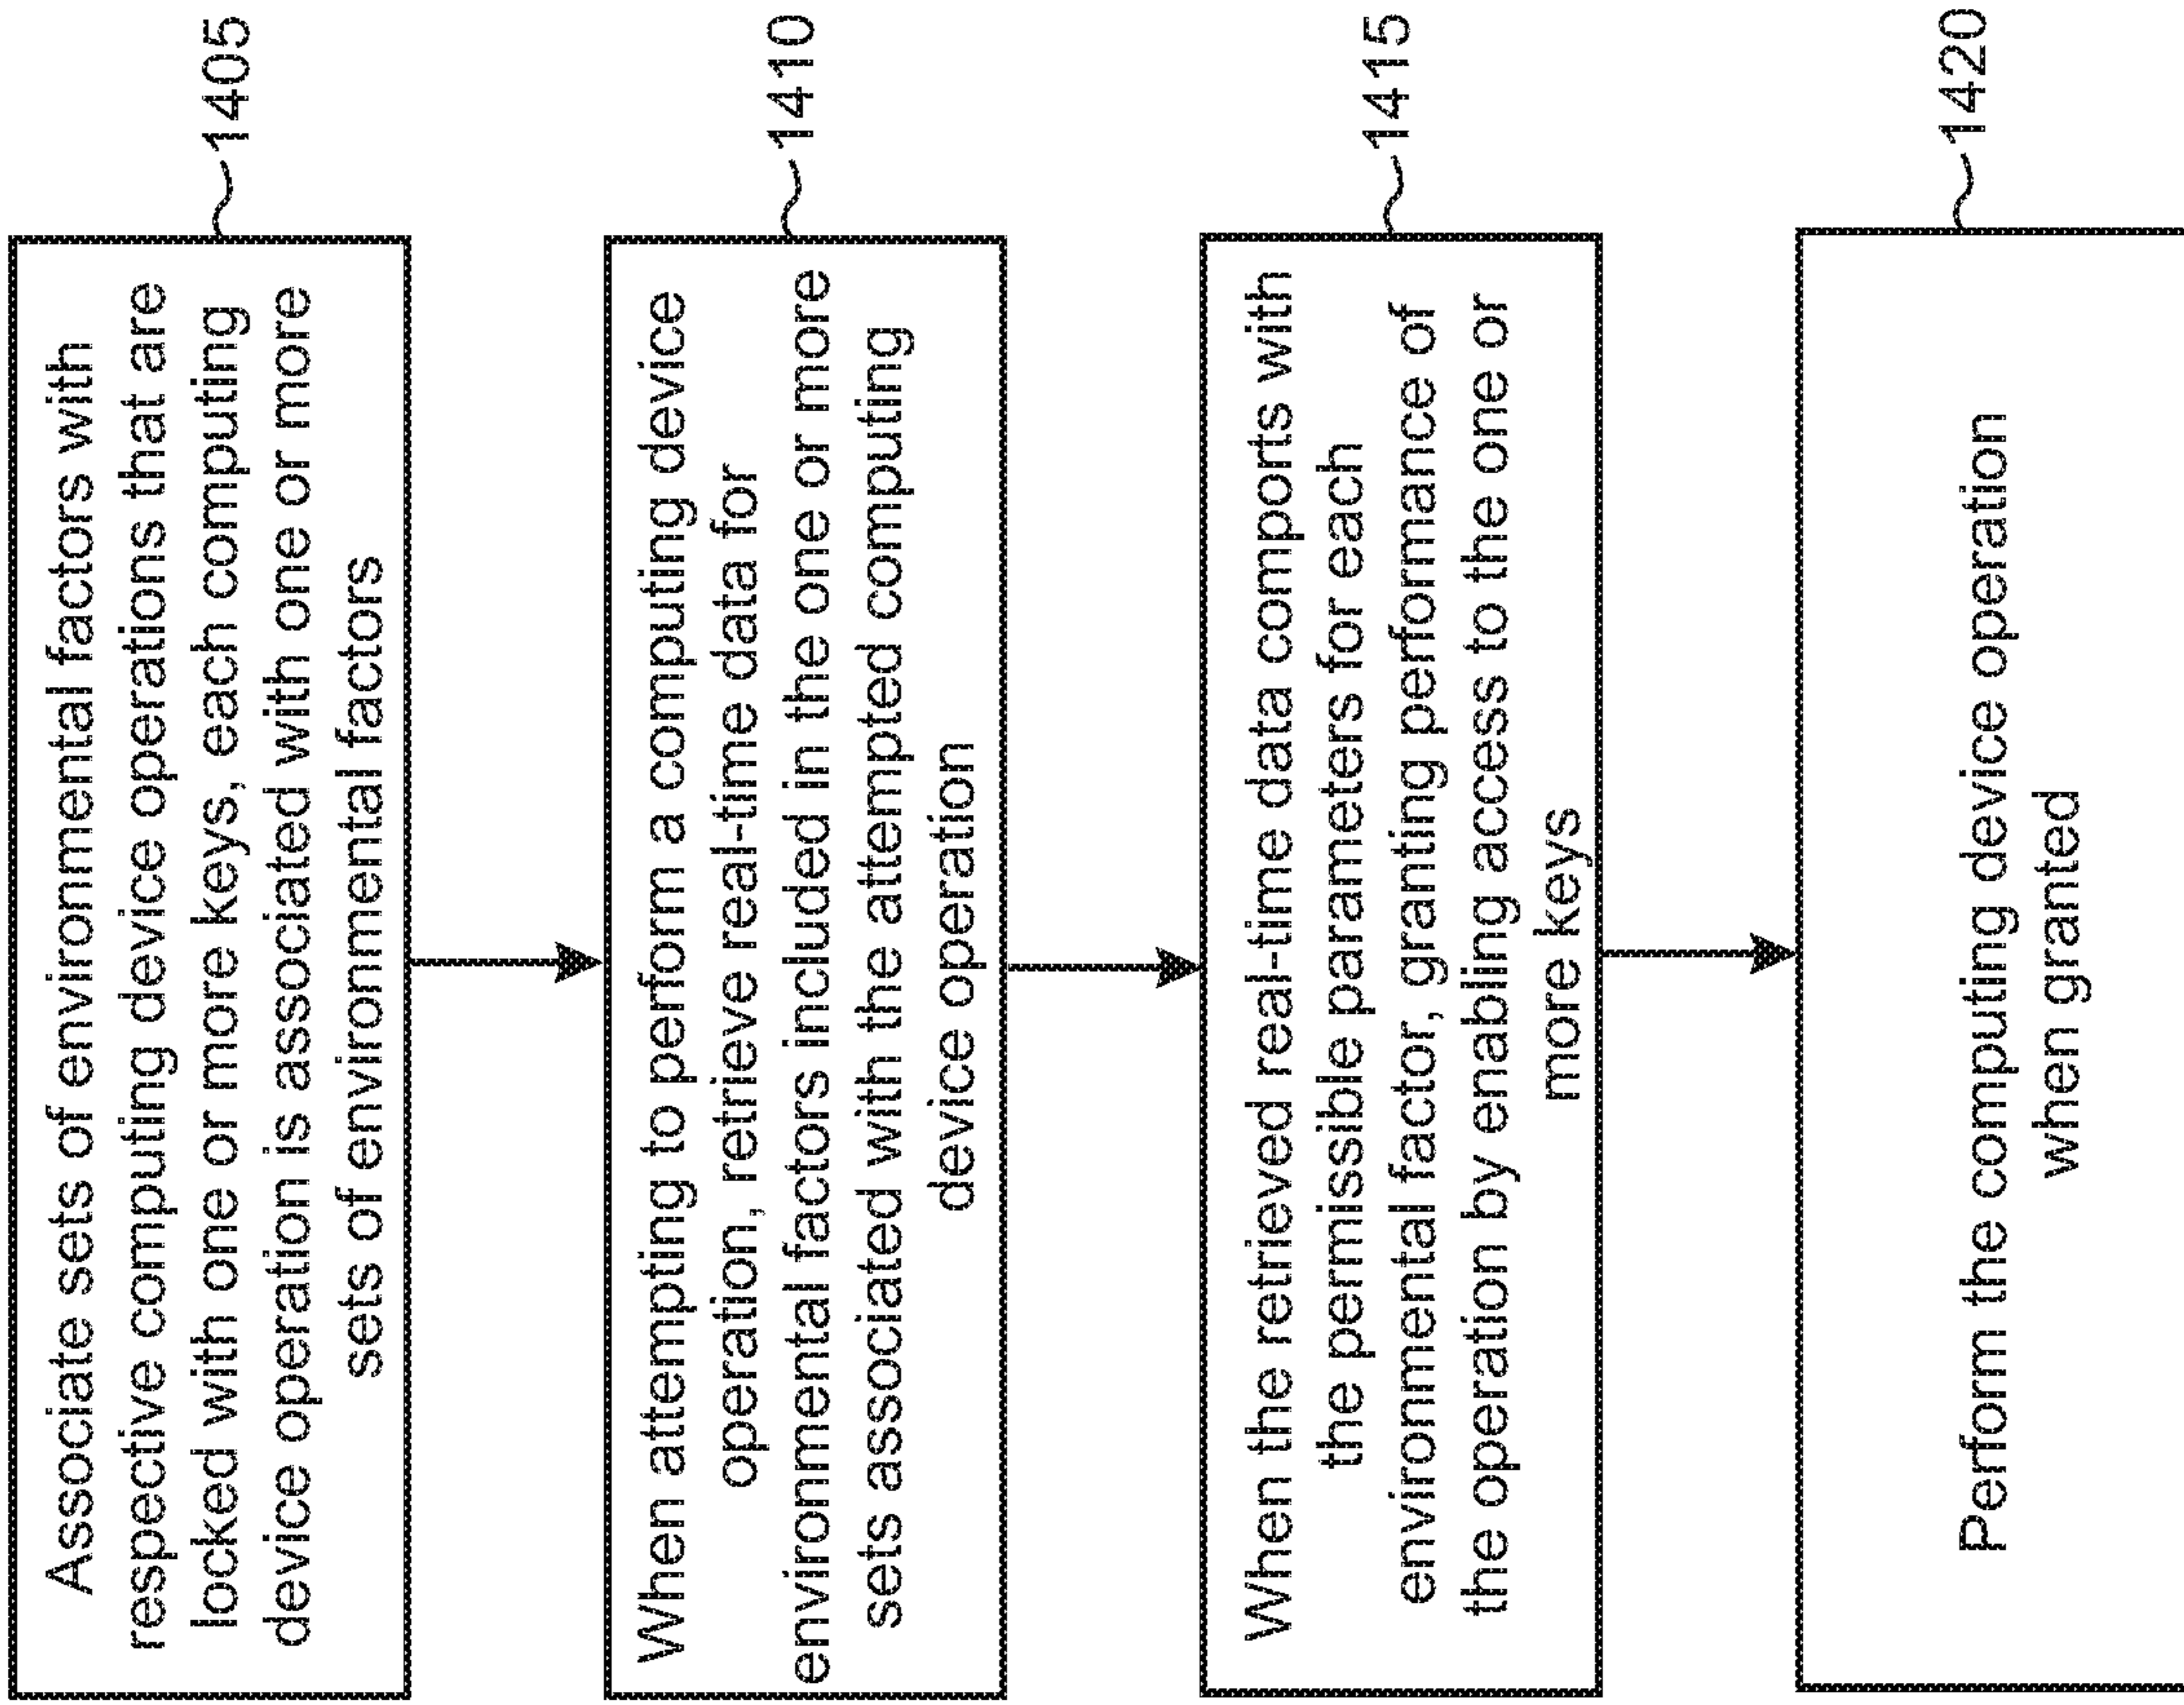 Associate sets of environmental factors with
respective computing device operations that are
locked with one or more keys, each computing
device operation is associated with one or more
sets of environmental factors
1405
When attempting to perform a computing device
operation, retrieve real-time data for
environmental factors included in the one or more
sets associated with the attempted computing
device operation
1410
When the retrieved real-time data comports with
the permissible parameters for each
environmental factor, granting performance of
the operation by enabling access to the one or
more keys
1415
Perform the computing device operation
when granted
1420